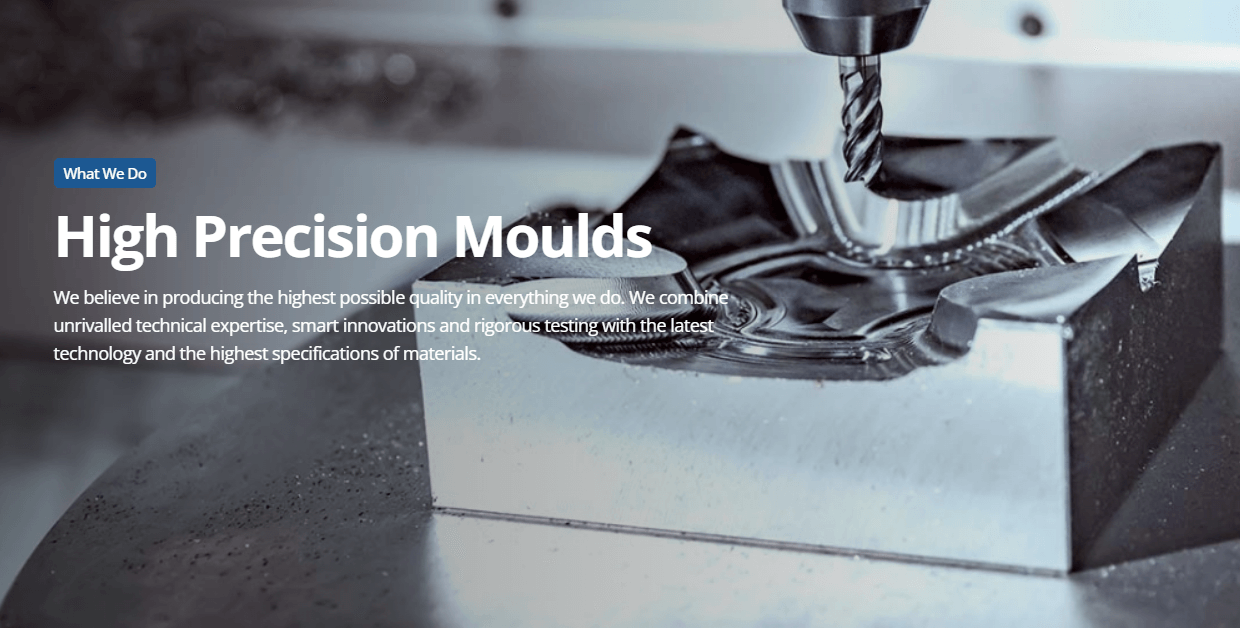 What We Do
High Precision Moulds
We believe in producing the highest possible quality in everything we do. We combine
unrivalled technical expertise, smart innovations and rigorous testing with the latest
technology and the highest specifications of materials.